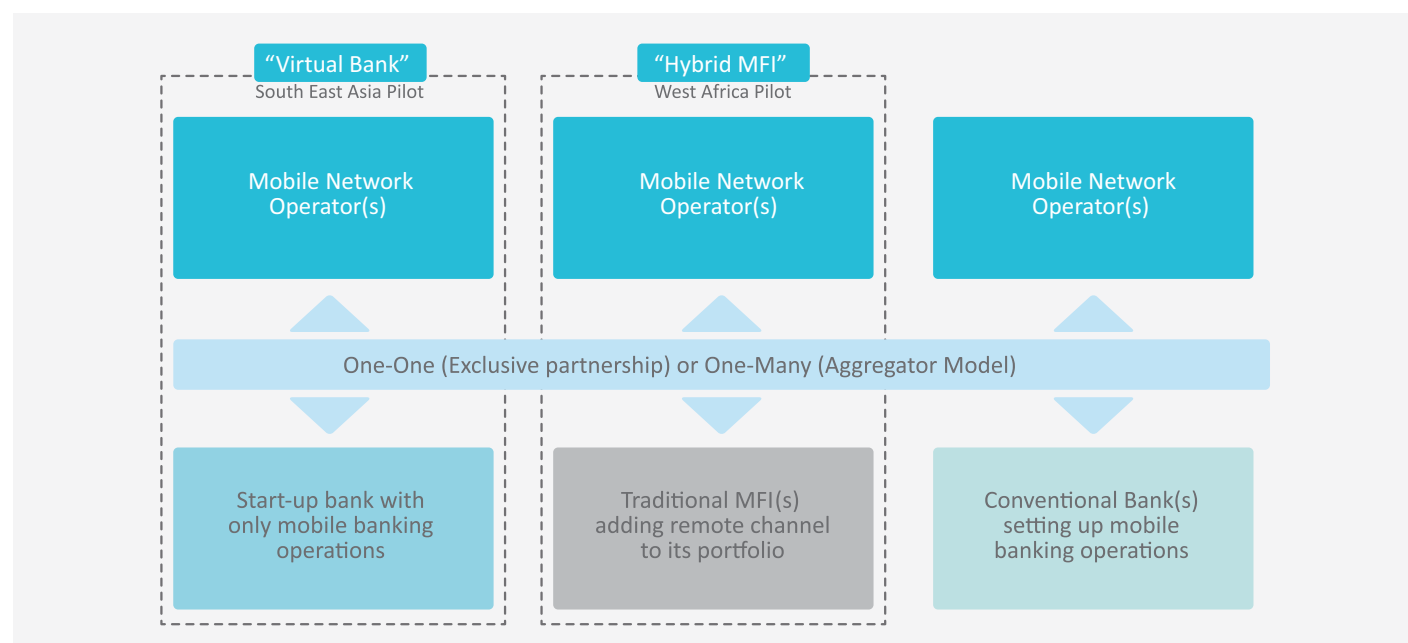 “Virtual Bank”
South East Asia Pilot
Mobile Network
Operator(s)
“Hybrid MFI”
West Africa Pilot
Mobile Network
Operator(s)
Mobile Network
Operator(s)
One-One (Exclusive partnership) or One-Many (Aggregator Model)
Start-up bank with
only mobile banking
operations
Traditional MFI(s)
adding remote channel
to its portfolio
Conventional Bank(s)
setting up mobile
banking operations